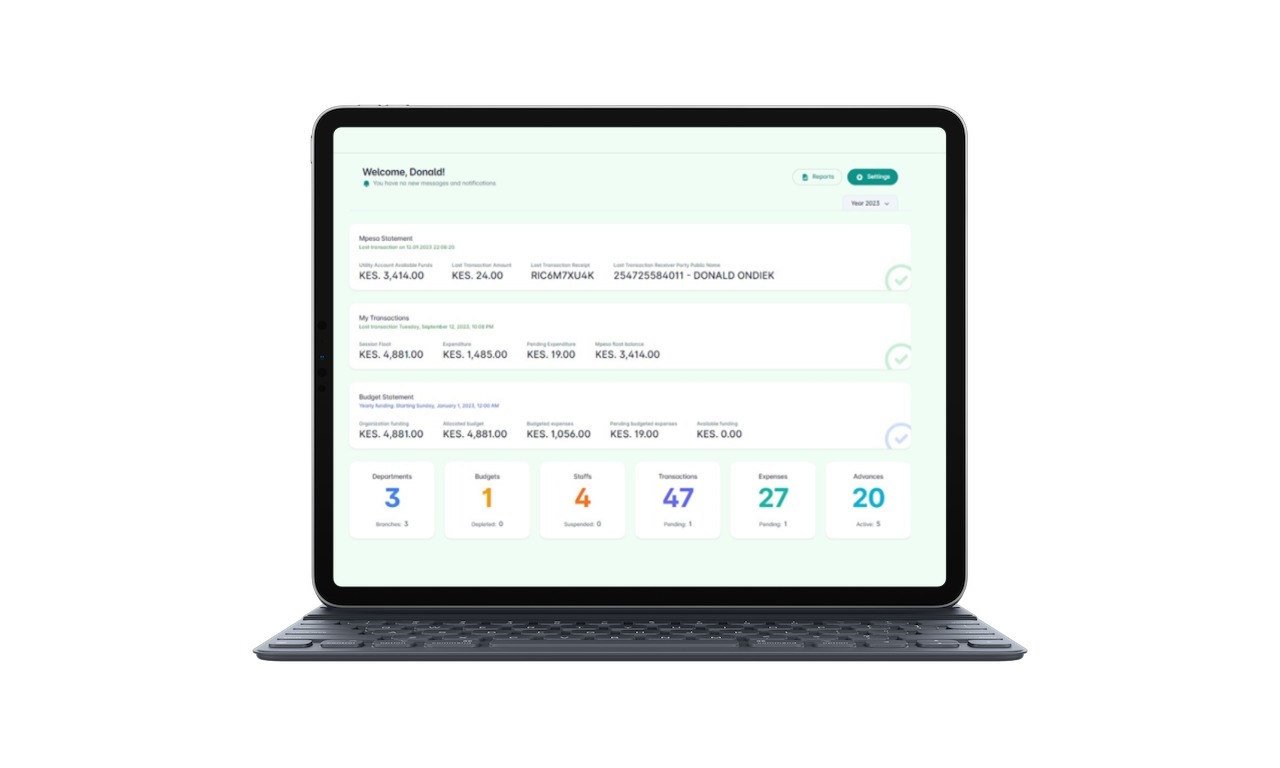 Welcome, Donald!
You have no new messages and notifications
Reports
Settings
Year 2023
Mpesa Statement
Last transaction on 12.09.2023 22:08:20
Utility Account Available Funds
Last Transaction Amount
Last Transaction Receipt
Last Transaction Receiver Party Public Name
KES. 3,414.00
KES. 24.00
RIC6M7XU4K
254725584011 - DONALD ONDIEK
My Transactions
Last transaction Tuesday, September 12, 2023, 10:08 PM
Session Float
Expenditure
Pending Expenditure
Mpesa float balance
KES. 4,881.00
KES. 1,485.00
KES. 19.00
KES. 3,414.00
Budget Statement
Yearly funding: Starting Sunday, January 1, 2023, 12:00 AM
Organization funding
Allocated budget
Budgeted expenses
Pending budgeted expenses
Available funding
KES. 4,881.00
KES. 4,881.00
KES. 1,056.00
KES. 19.00
KES. 0.00
Departments
3
Branches: 3
Budgets
1
Depleted: 0
Staffs
4
Suspended: 0
Transactions
47
Pending: 1
Expenses
27
Pending: 1
Advances
20
Active: 5